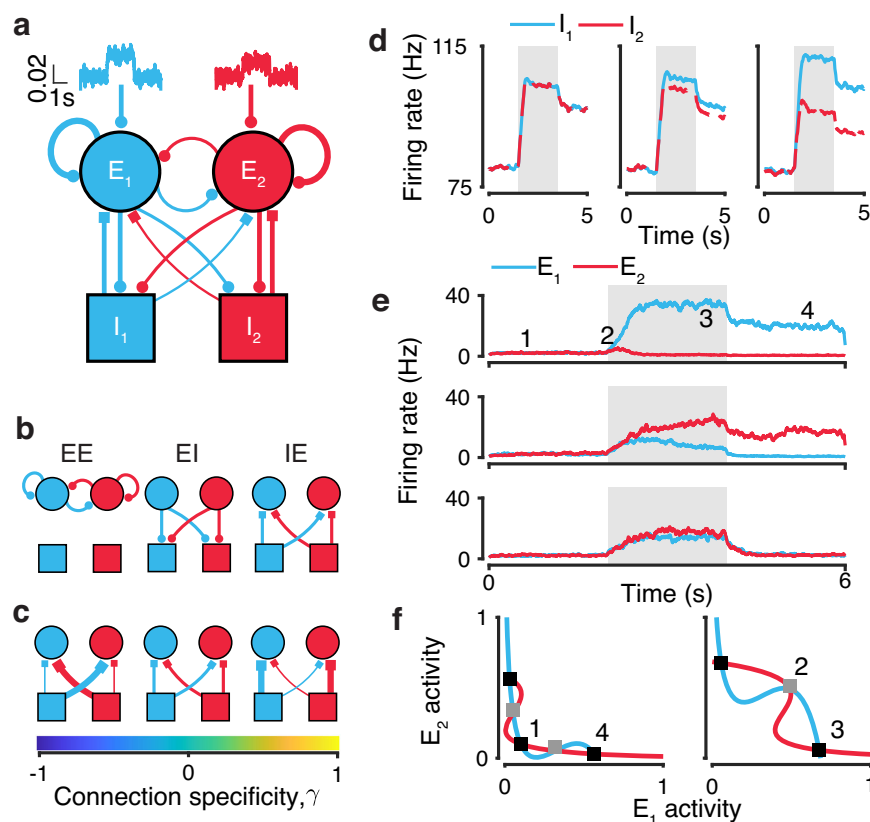 a
0.02
1s
E1
E2
I1
I2
b
EE
EI
IE
c
-1
0
1
Connection specificity, γ
d
I1
I2
Firing rate (Hz)
115
75
0
5
0
5
0
5
Time (s)
e
E1
E2
Firing rate (Hz)
40
0
1
2
3
4
40
0
40
0
0
6
Time (s)
f
E2 activity
1
0
1
4
0
1
2
3
0
1
E1 activity